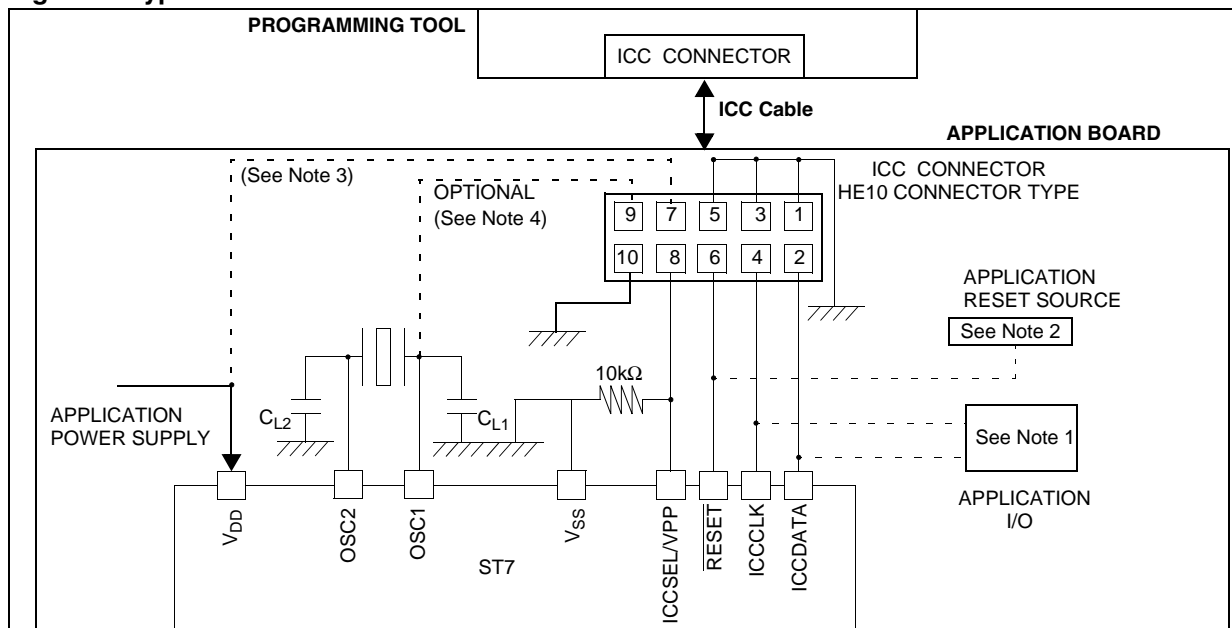 PROGRAMMING TOOL
ICC CONNECTOR
ICC Cable
APPLICATION BOARD
(See Note 3)
OPTIONAL
(See Note 4)
ICC CONNECTOR
HE10 CONNECTOR TYPE
9 7 5 3 1
10 8 6 4 2
APPLICATION
RESET SOURCE
See Note 2
10kΩ
APPLICATION
POWER SUPPLY
CL2
CL1
See Note 1
APPLICATION
I/O
VDD
OSC2
OSC1
VSS
ICCSEL/VPP
RESET
ICCCLK
ICCDATA
ST7